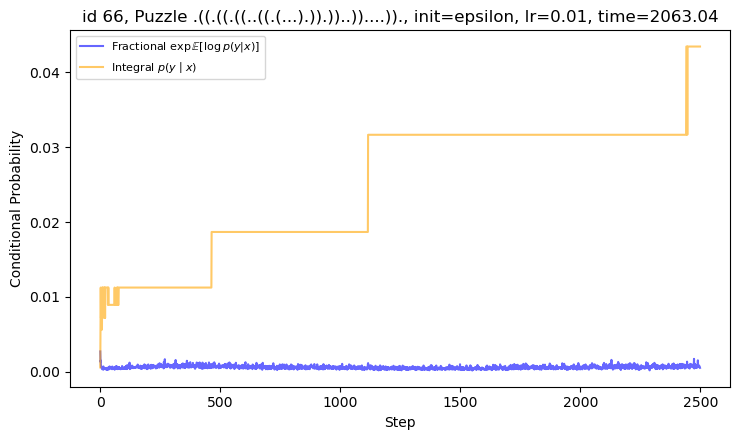 id 66, Puzzle .((.((.((..((.(...).)).))..))....))., init=epsilon, lr=0.01, time=2063.04
Fractional exp𝔼[log p(y|x)]
Integral p(y | x)
Conditional Probability
0.04
0.03
0.02
0.01
0.00
0 500 1000 1500 2000 2500
Step